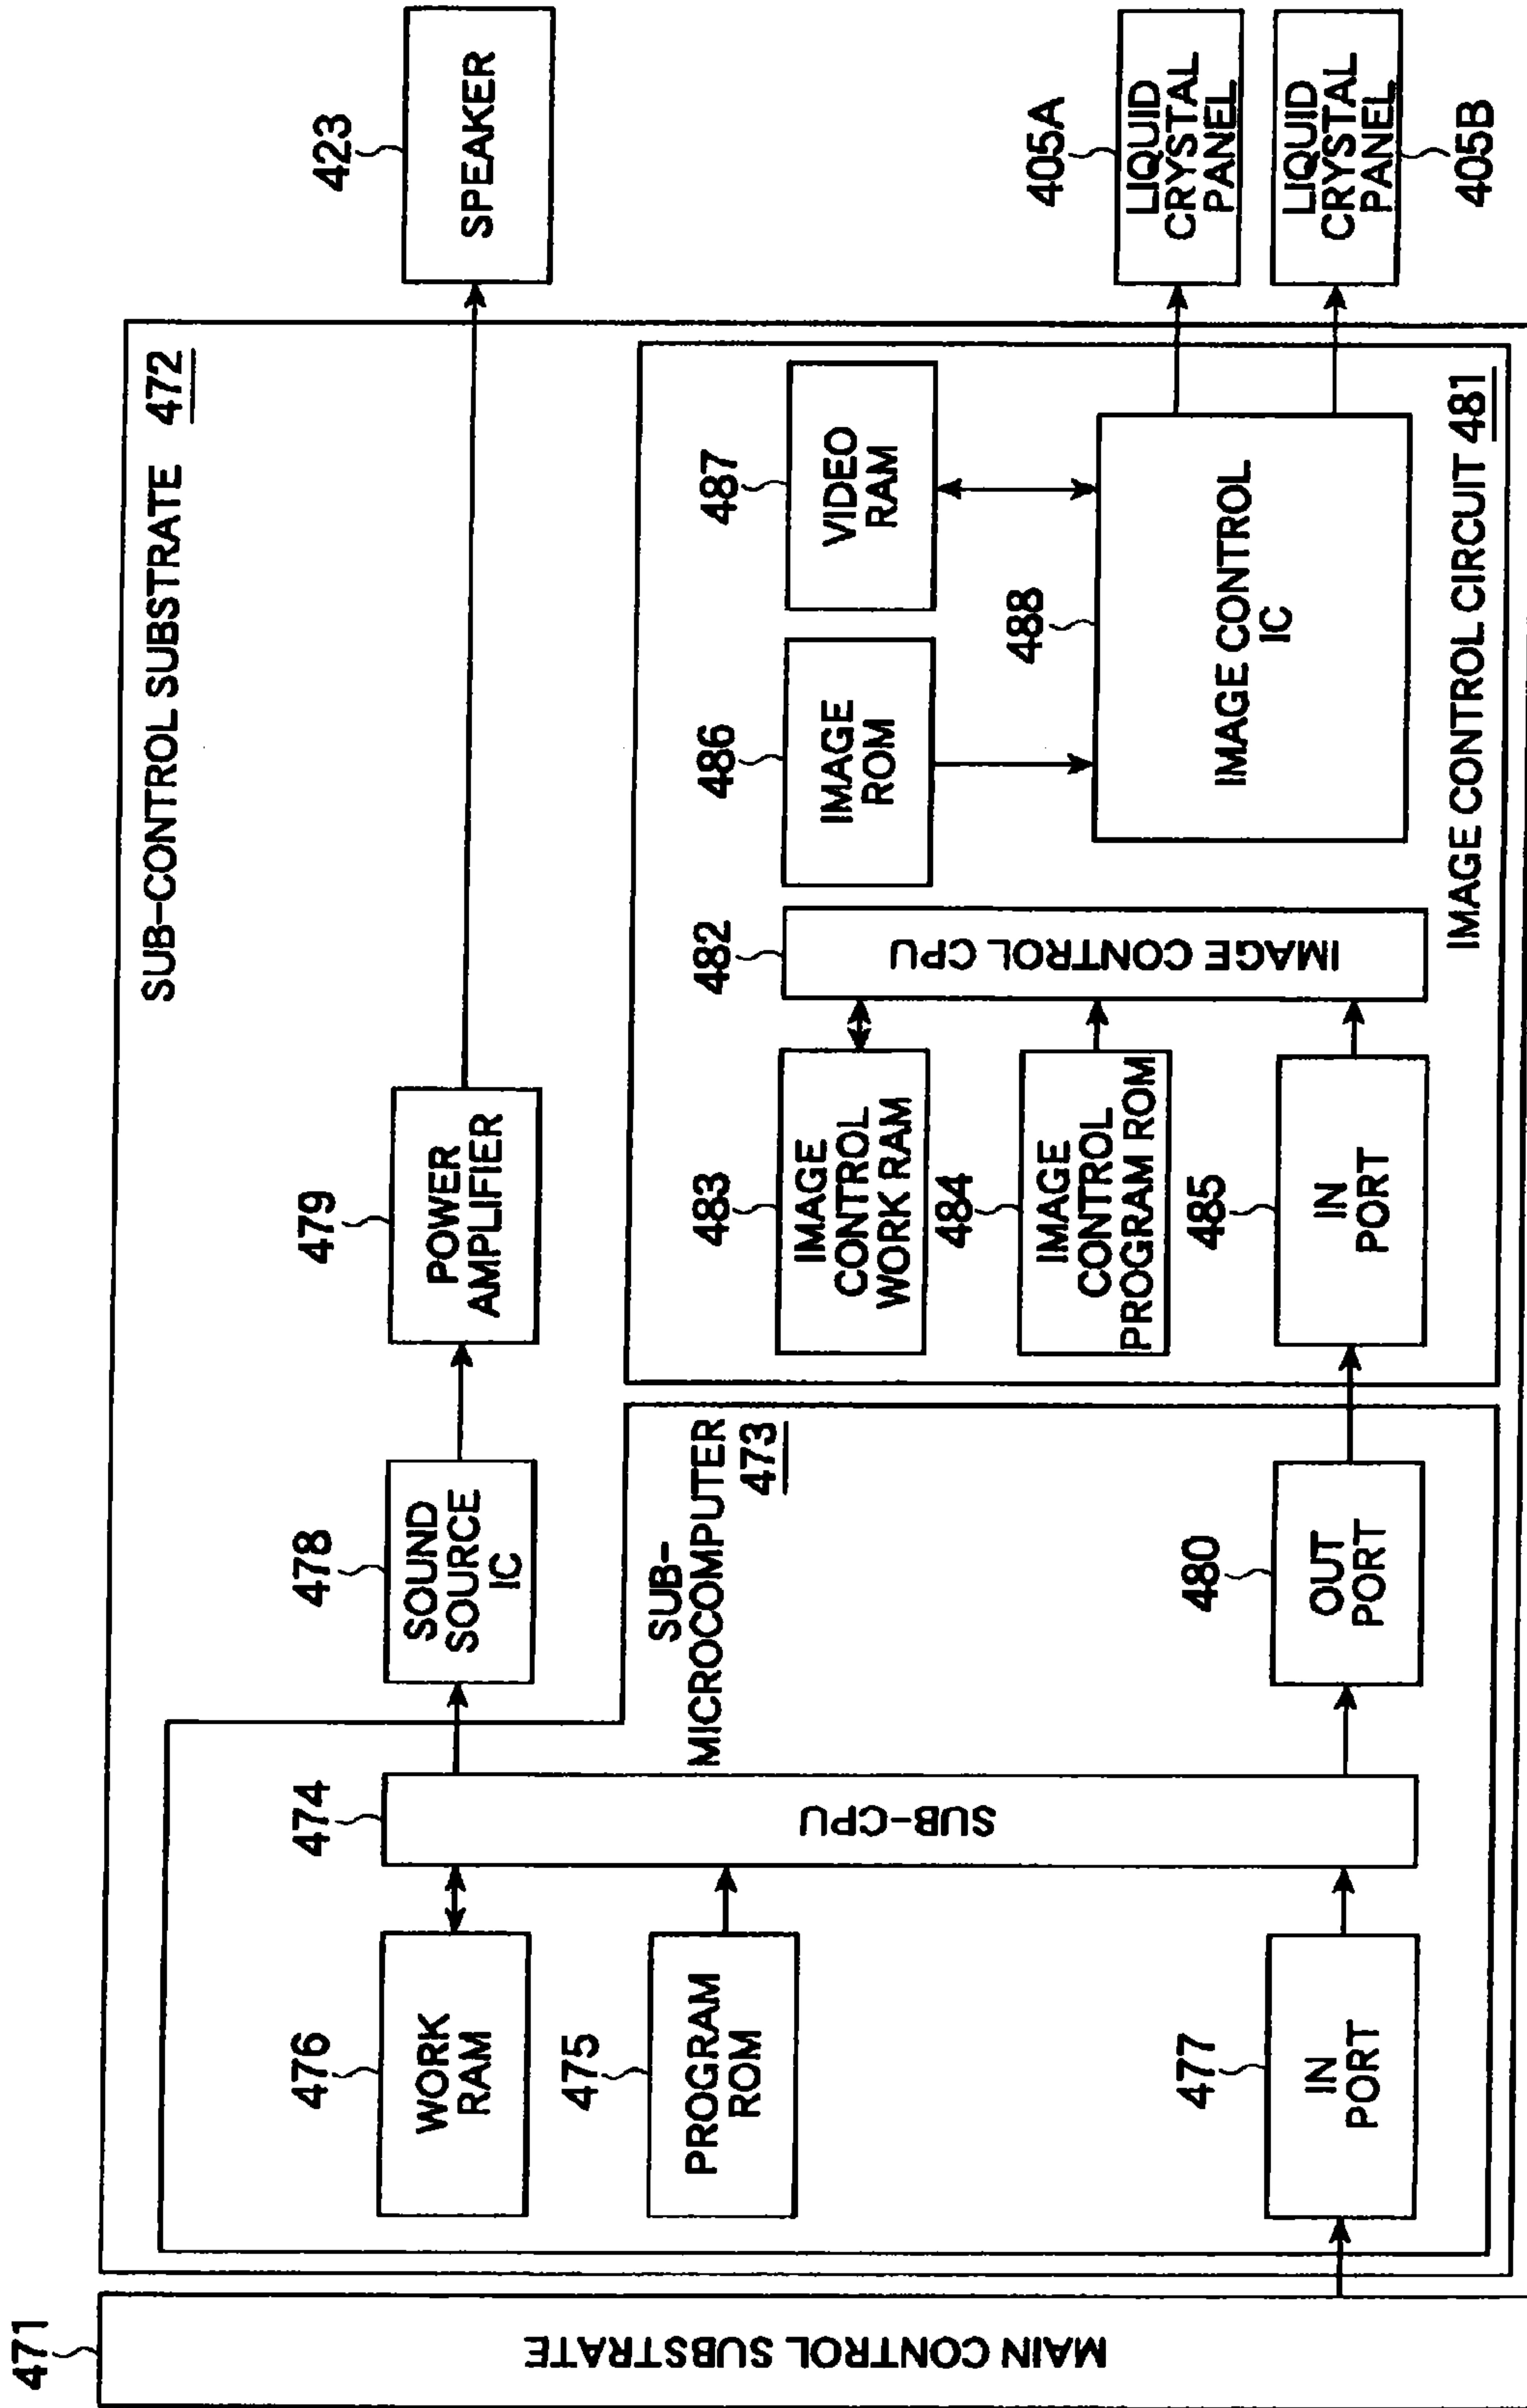 471
MAIN CONTROL SUBSTRATE
SUB-CONTROL SUBSTRATE 472
476
WORK
RAM
475
PROGRAM
ROM
477
IN
PORT
474
SUB-CPU
SUB-
MICROCOMPUTER
473
478
SOUND
SOURCE
IC
480
OUT
PORT
479
POWER
AMPLIFIER
423
SPEAKER
483
IMAGE
CONTROL
WORK RAM
484
IMAGE
CONTROL
PROGRAM ROM
485
IN
PORT
482
IMAGE CONTROL CPU
486
IMAGE
ROM
487
VIDEO
RAM
488
IMAGE CONTROL
IC
IMAGE CONTROL CIRCUIT 481
405A
LIQUID
CRYSTAL
PANEL
LIQUID
CRYSTAL
PANEL
405B